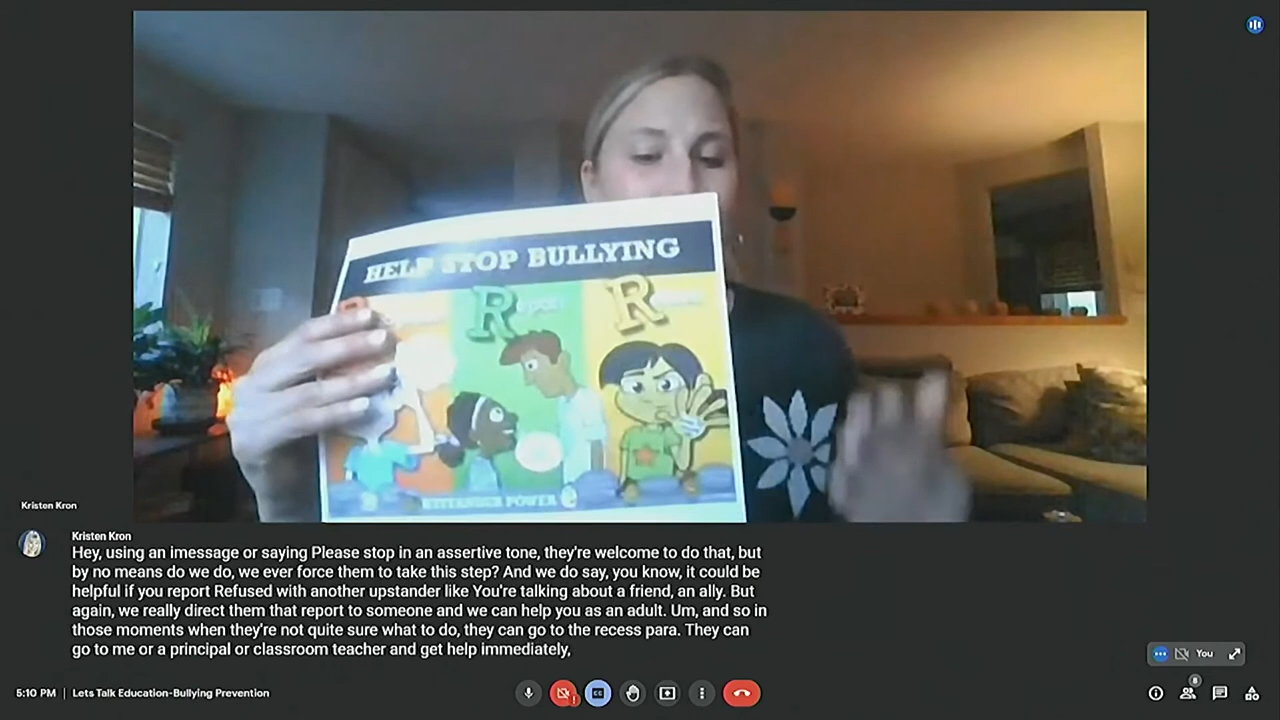 HELP STOP BULLYING
R
Report
R
BYSTANDER POWER
Kristen Kron
Kristen Kron
Hey, using an imessage or saying Please stop in an assertive tone, they're welcome to do that, but
by no means do we do, we ever force them to take this step? And we do say, you know, it could be
helpful if you report Refused with another upstander like You're talking about a friend, an ally. But
again, we really direct them that report to someone and we can help you as an adult. Um, and so in
those moments when they're not quite sure what to do, they can go to the recess para. They can
go to me or a principal or classroom teacher and get help immediately,
You
8
5:10 PM | Lets Talk Education-Bullying Prevention